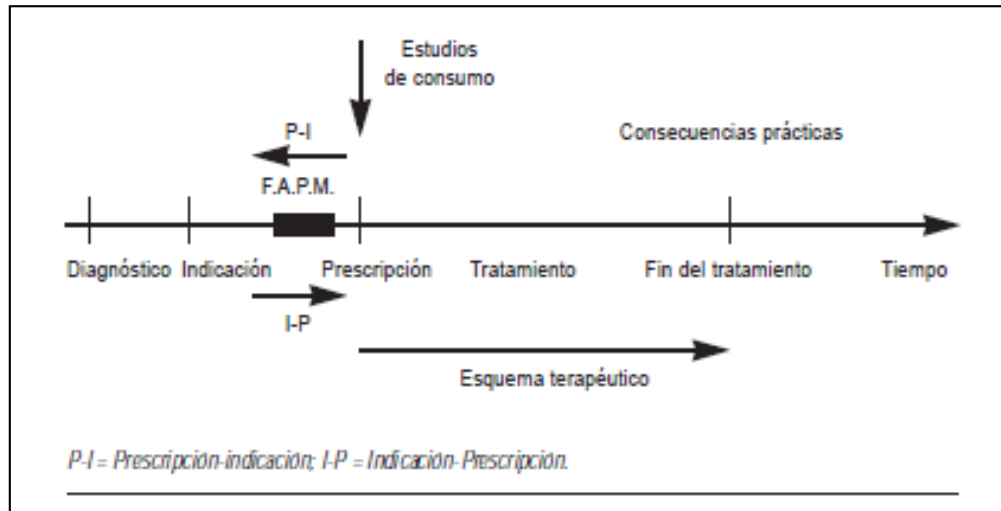 Estudios
de consumo
P-I
Consecuencias prácticas
F.A.P.M.
Diagnóstico Indicación Prescripción Tratamiento Fin del tratamiento Tiempo
I-P
Esquema terapéutico
P-I = Prescripción-indicación; I-P = Indicación-Prescripción.